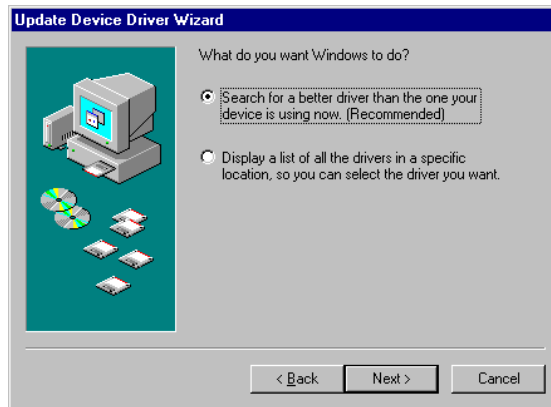 Update Device Driver Wizard
What do you want Windows to do?
Search for a better driver than the one your
device is using now. (Recommended)
Display a list of all the drivers in a specific
location, so you can select the driver you want.
< Back
Next >
Cancel